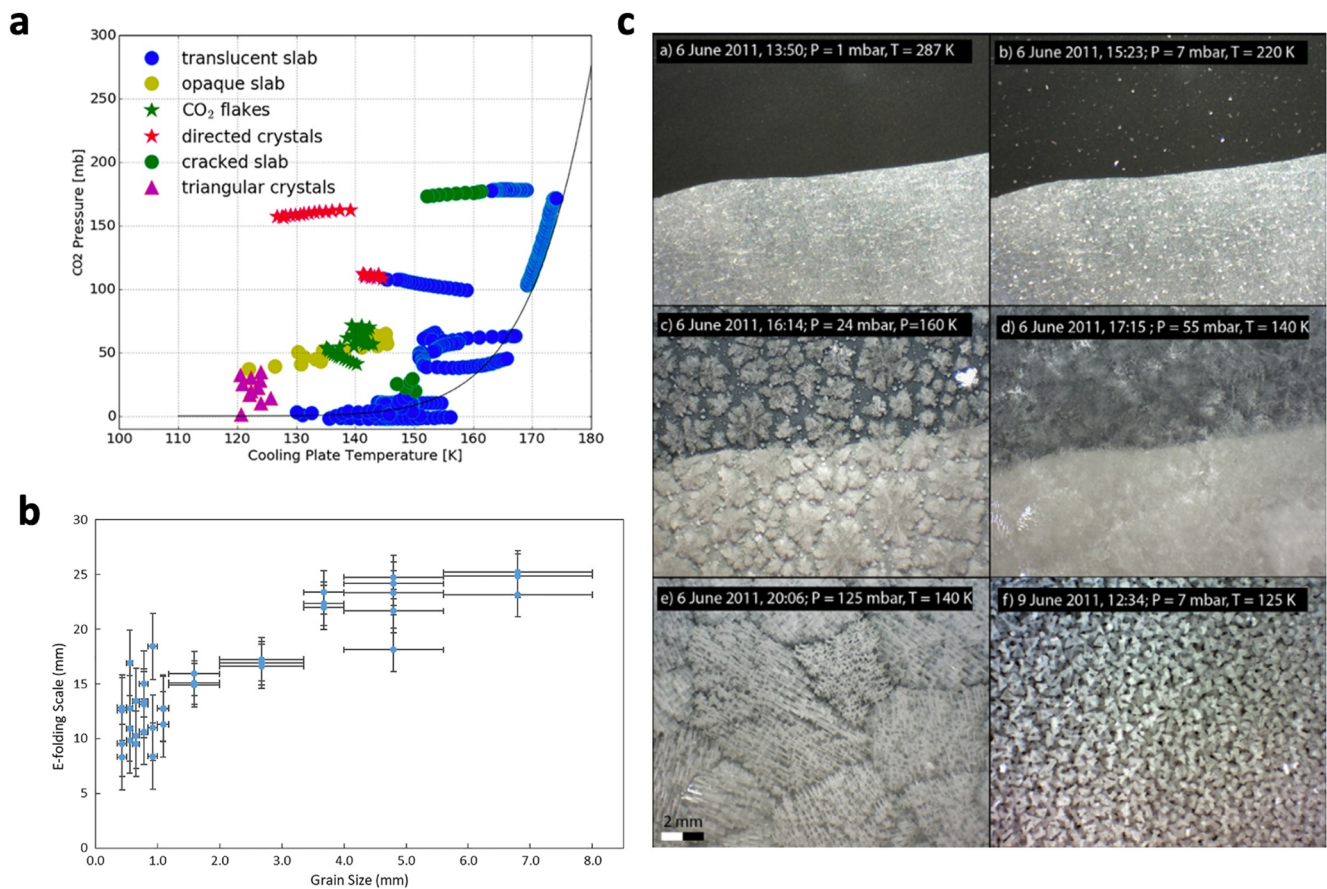 a
300
250
200
150
100
50
0
CO2 Pressure [mb]
translucent slab
opaque slab
CO₂ flakes
directed crystals
cracked slab
triangular crystals
100 110 120 130 140 150 160 170 180
Cooling Plate Temperature [K]
b
30
25
20
15
10
5
0
E-folding Scale (mm)
0.0 1.0 2.0 3.0 4.0 5.0 6.0 7.0 8.0
Grain Size (mm)
c
a) 6 June 2011, 13:50; P = 1 mbar, T = 287 K
b) 6 June 2011, 15:23; P = 7 mbar, T = 220 K
c) 6 June 2011, 16:14; P = 24 mbar, P=160 K
d) 6 June 2011, 17:15 ; P = 55 mbar, T = 140 K
e) 6 June 2011, 20:06; P = 125 mbar, T = 140 K
2 mm
f) 9 June 2011, 12:34; P = 7 mbar, T = 125 K